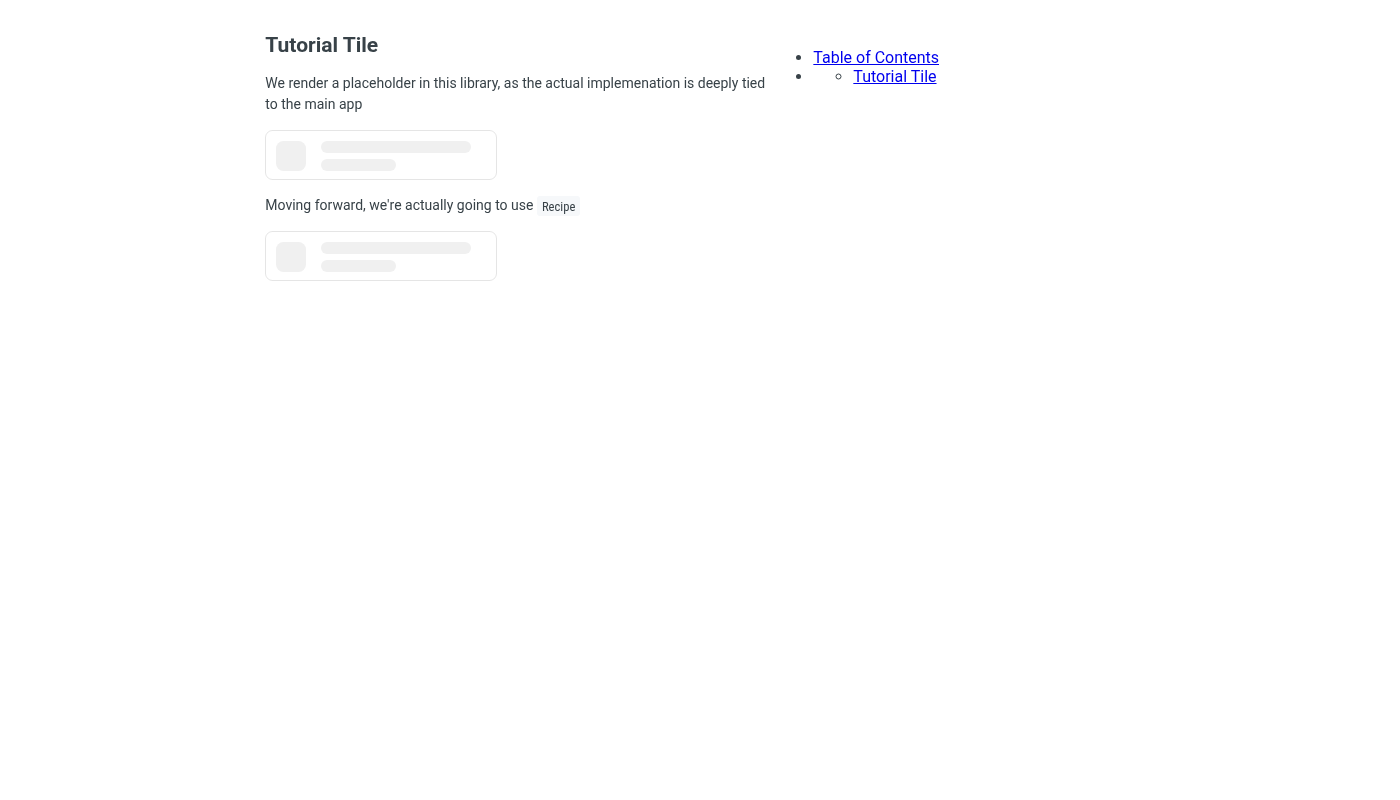 Tutorial Tile
We render a placeholder in this library, as the actual implemenation is deeply tied
to the main app
Moving forward, we're actually going to use Recipe
Table of Contents
Tutorial Tile